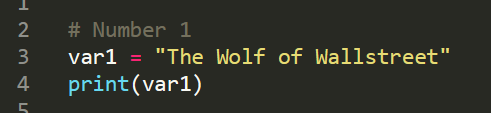 1
2 # Number 1
3 var1 = "The Wolf of Wallstreet"
4 print(var1)
5